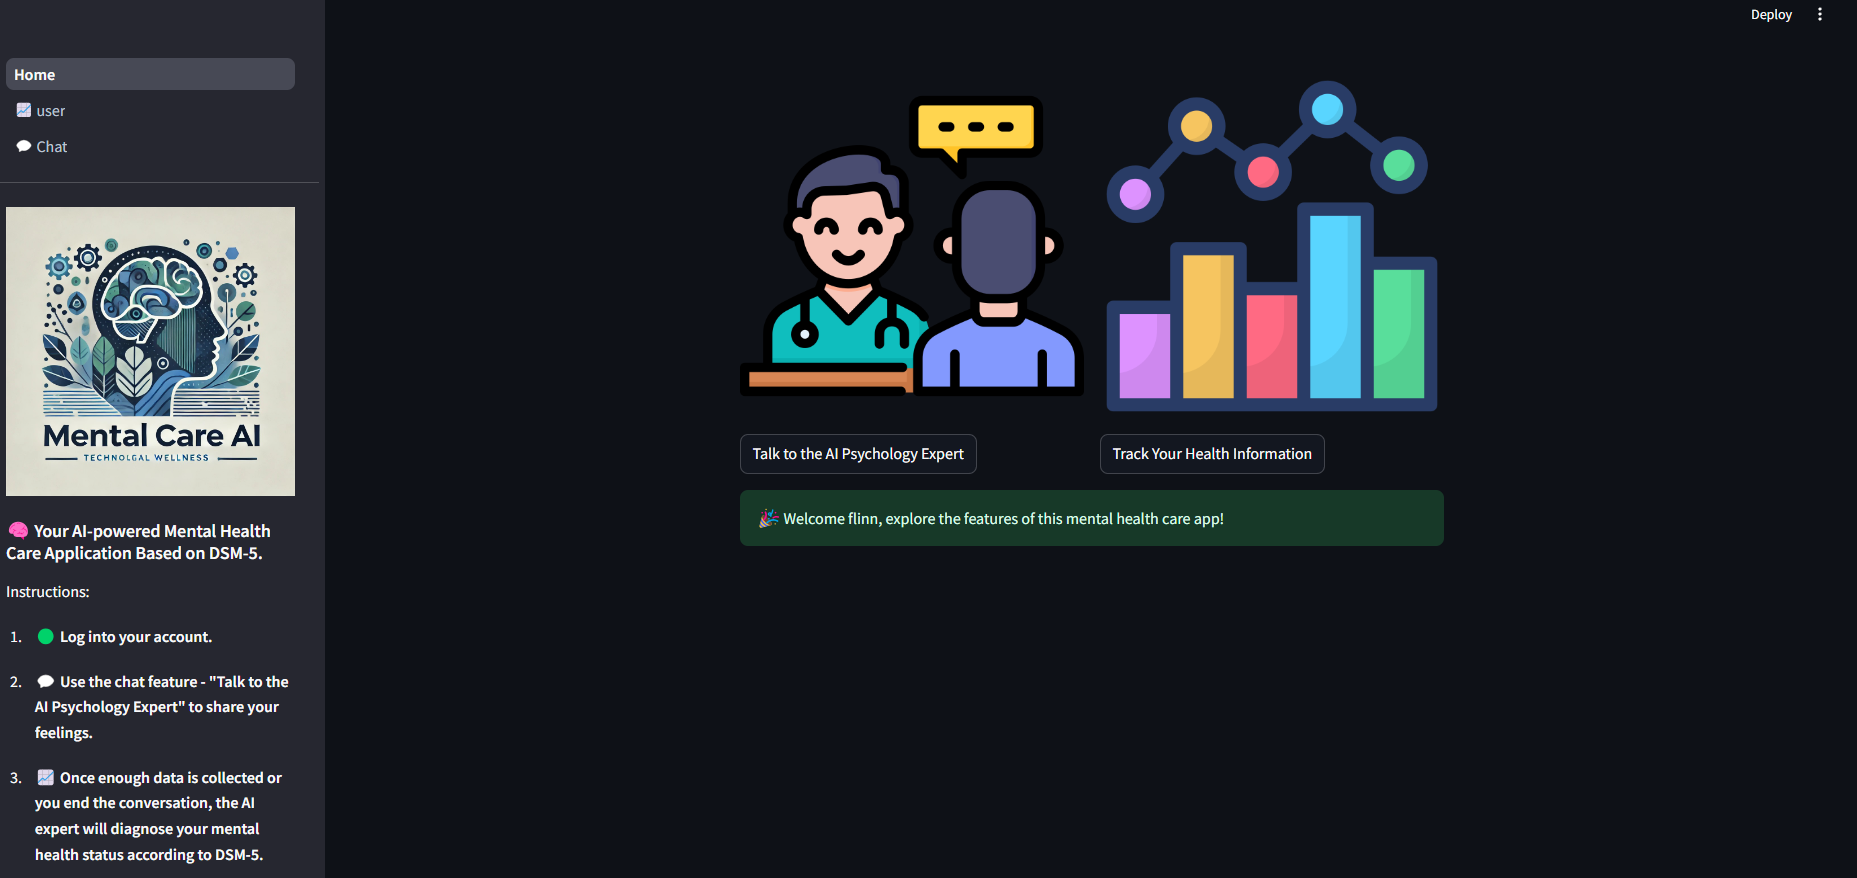 Deploy
Home
user
Chat
Mental Care AI
TECHNOLGAL WELLNESS
Your AI-powered Mental Health
Care Application Based on DSM-5.
Instructions:
1. Log into your account.
2. Use the chat feature - "Talk to the
AI Psychology Expert" to share your
feelings.
3. Once enough data is collected or
you end the conversation, the AI
expert will diagnose your mental
health status according to DSM-5.
Talk to the AI Psychology Expert
Track Your Health Information
Welcome flinn, explore the features of this mental health care app!